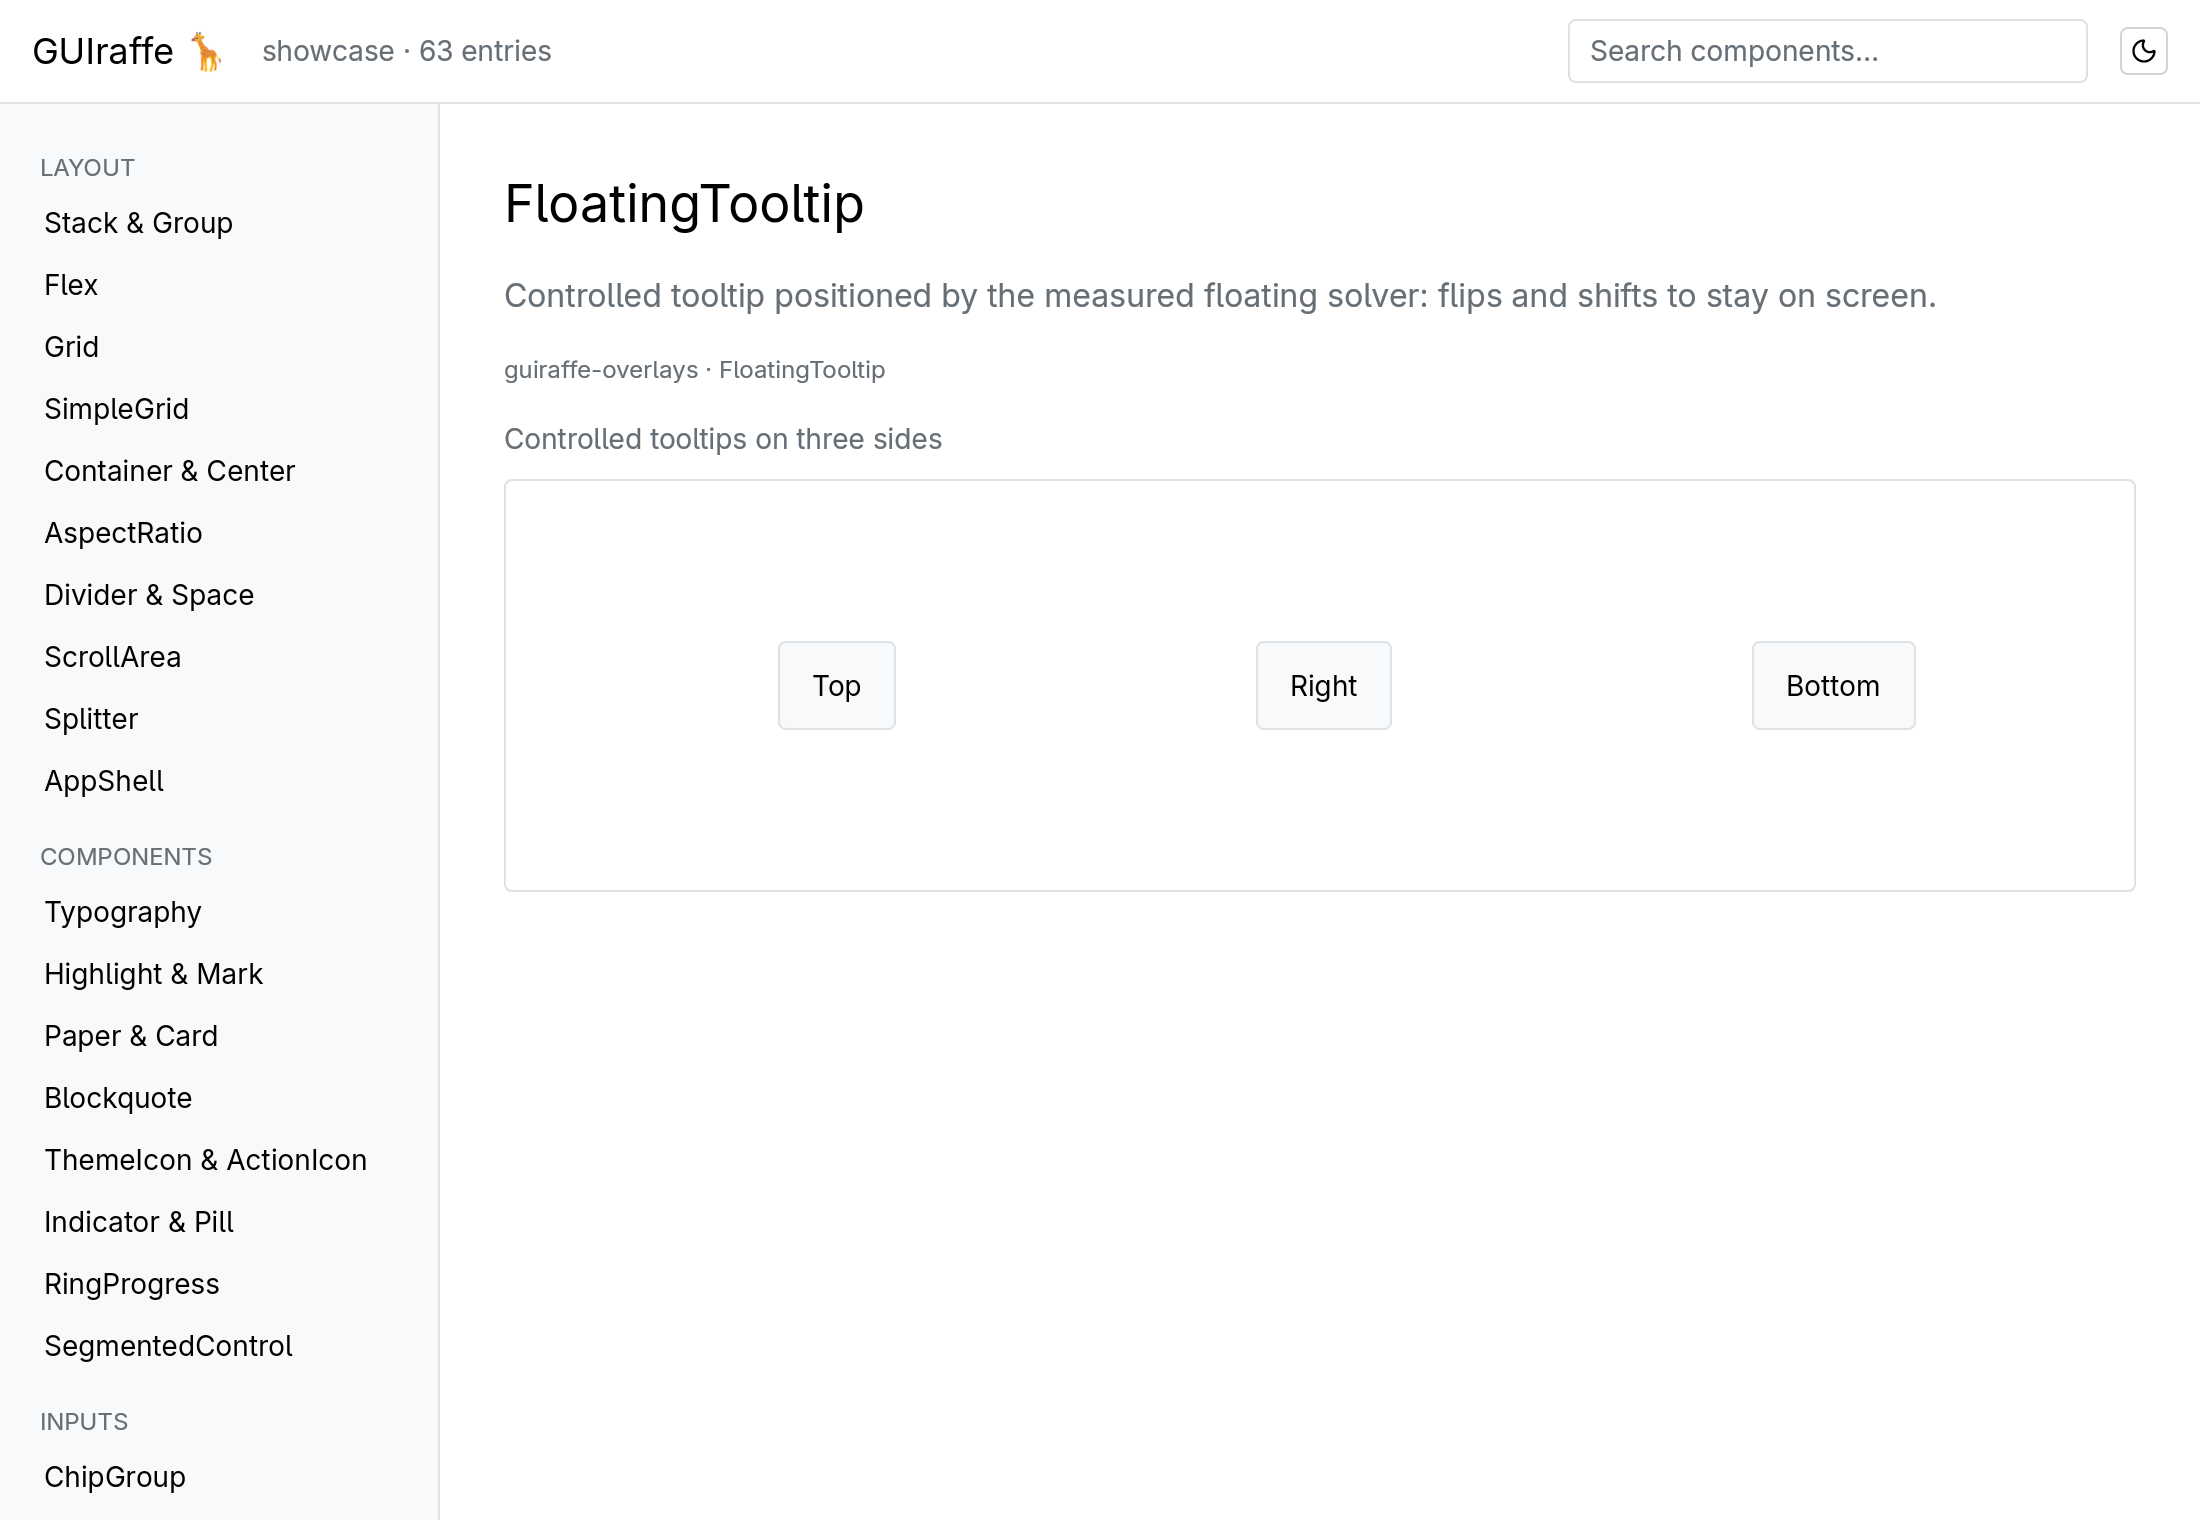 GUIraffe 🦒 showcase · 63 entries
Search components...
LAYOUT
Stack & Group
Flex
Grid
SimpleGrid
Container & Center
AspectRatio
Divider & Space
ScrollArea
Splitter
AppShell
COMPONENTS
Typography
Highlight & Mark
Paper & Card
Blockquote
ThemeIcon & ActionIcon
Indicator & Pill
RingProgress
SegmentedControl
INPUTS
ChipGroup
FloatingTooltip
Controlled tooltip positioned by the measured floating solver: flips and shifts to stay on screen.
guiraffe-overlays · FloatingTooltip
Controlled tooltips on three sides
Top
Right
Bottom